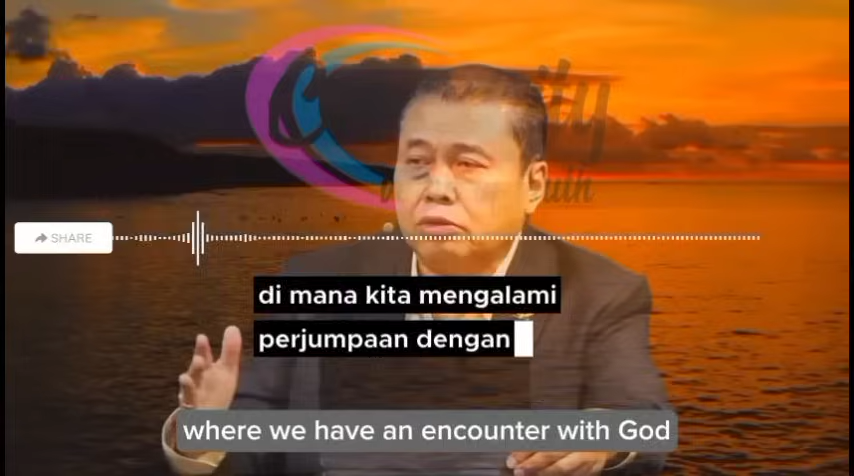 SHARE
di mana kita mengalami
perjumpaan dengan
where we have an encounter with God